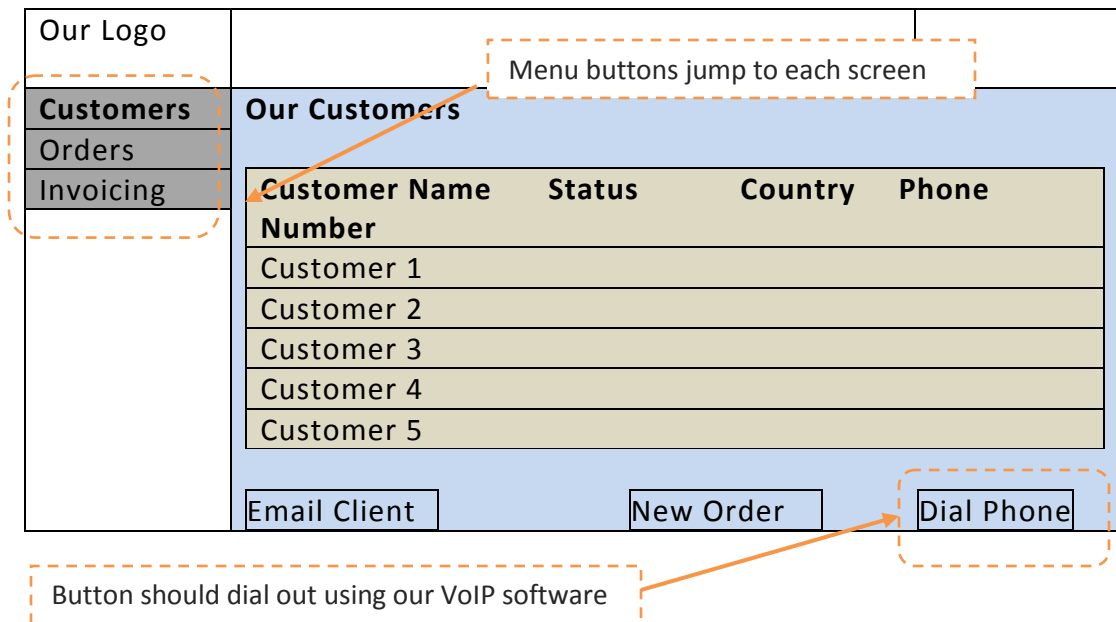 Our Logo
Menu buttons jump to each screen
Customers
Orders
Invoicing
Our Customers
Customer Name Status Country Phone
Number
Customer 1
Customer 2
Customer 3
Customer 4
Customer 5
Email Client New Order Dial Phone
Button should dial out using our VoIP software